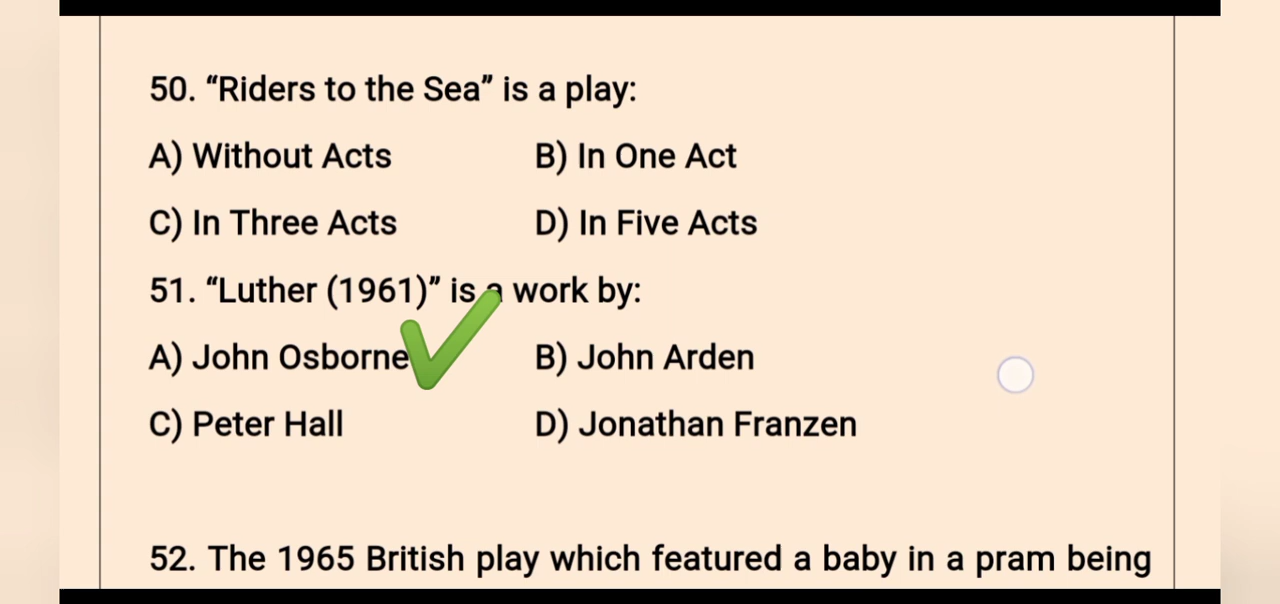 50. “Riders to the Sea” is a play:
A) Without Acts B) In One Act
C) In Three Acts D) In Five Acts
51. “Luther (1961)” is a work by:
A) John Osborne B) John Arden
C) Peter Hall D) Jonathan Franzen
52. The 1965 British play which featured a baby in a pram being